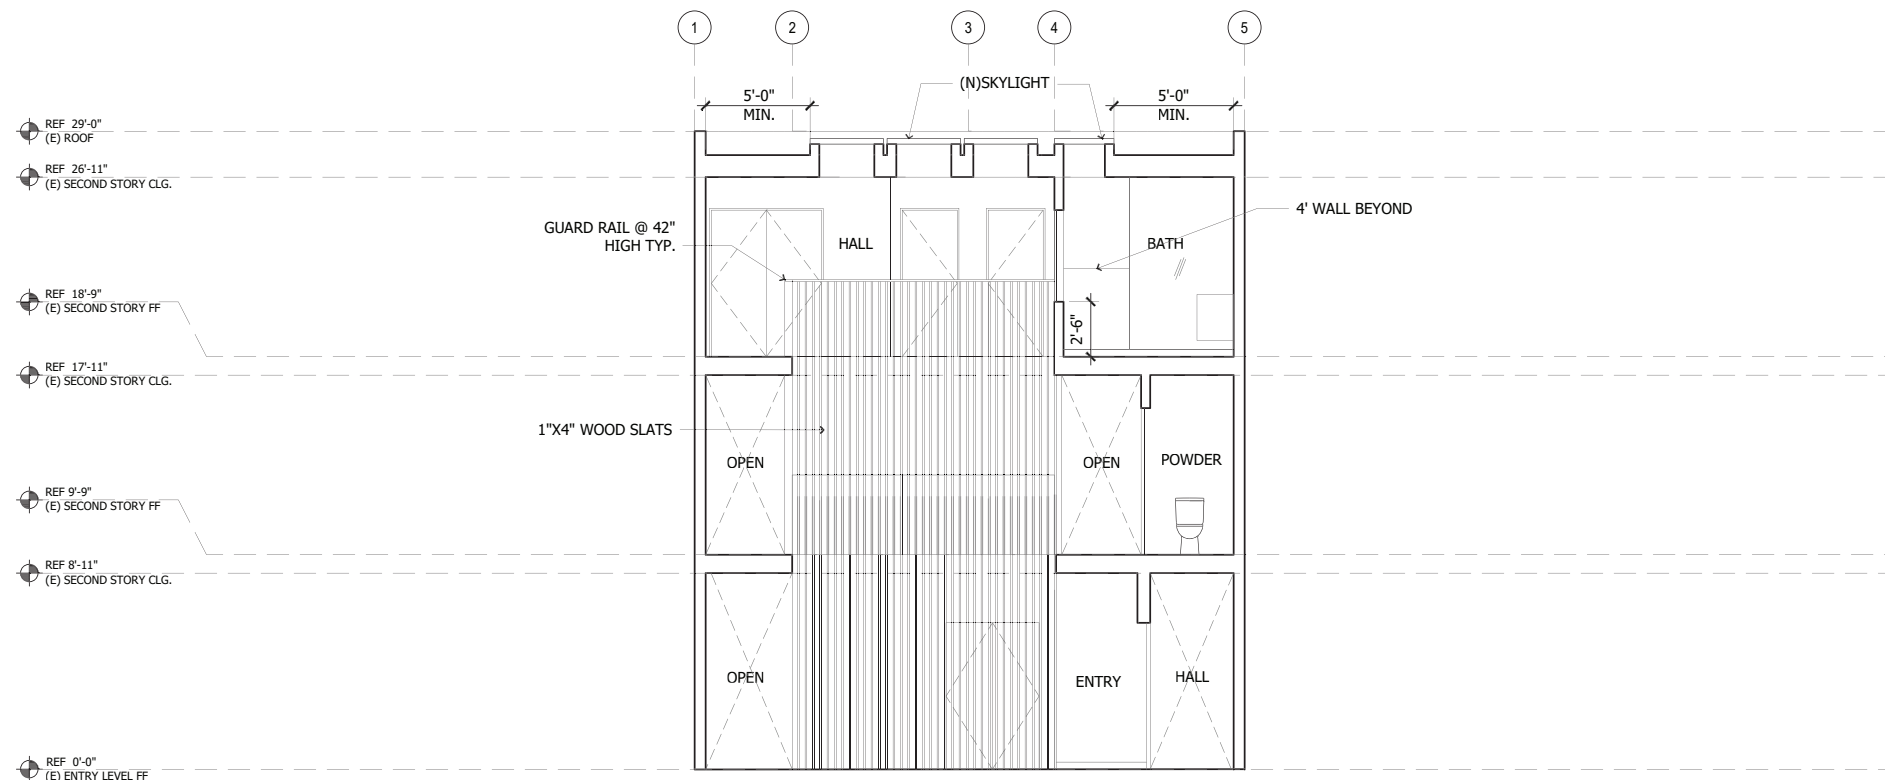 1
2
3
4
5
(N)SKYLIGHT
5'-0"
MIN.
5'-0"
MIN.
REF 29'-0"
(E) ROOF
REF 26'-11"
(E) SECOND STORY CLG.
4' WALL BEYOND
GUARD RAIL @ 42"
HIGH TYP.
HALL
BATH
REF 18'-9"
(E) SECOND STORY FF
2'-6"
REF 17'-11"
(E) SECOND STORY CLG.
1"X4" WOOD SLATS
OPEN
OPEN
POWDER
REF 9'-9"
(E) SECOND STORY FF
REF 8'-11"
(E) SECOND STORY CLG.
OPEN
ENTRY
HALL
REF 0'-0"
(E) ENTRY LEVEL FF